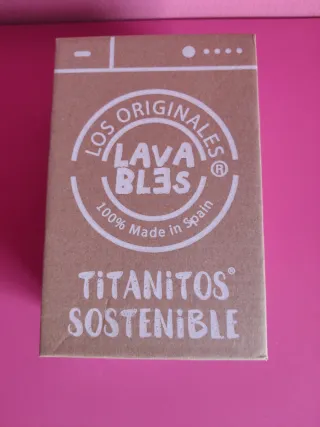 LOS ORIGINALES®
LAVA
BLES
100% Made in Spain
TiTANiTOS®
SOSTENiBLE